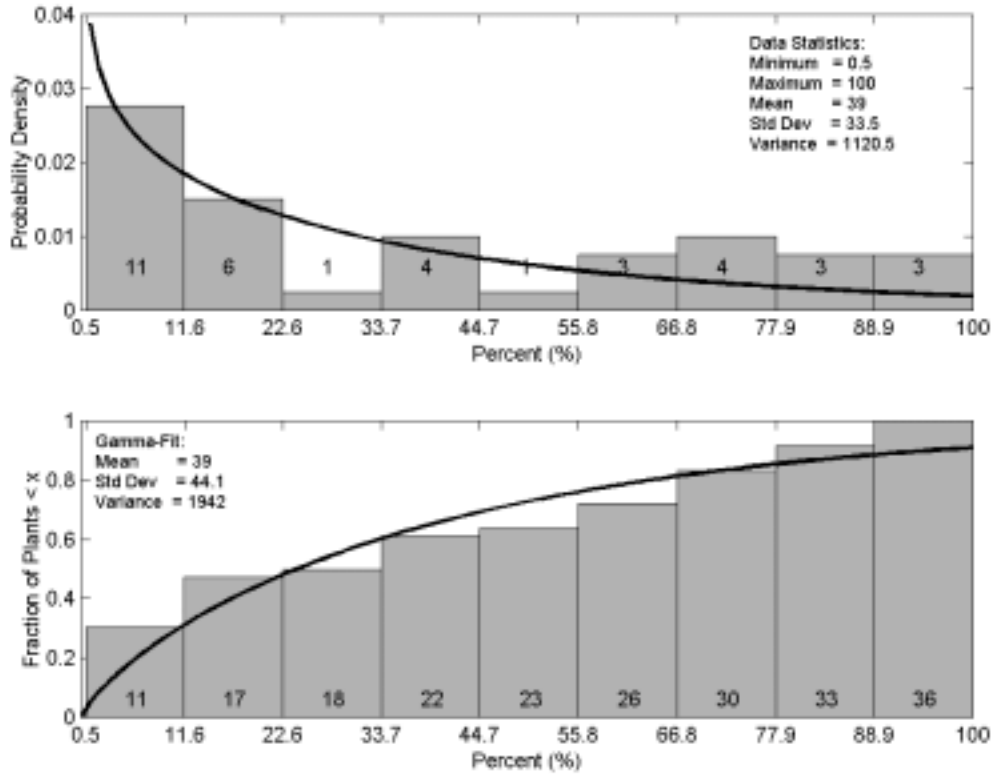 0.04
0.03
0.02
0.01
0
Probability Density
Data Statistics:
Minimum = 0.5
Maximum = 100
Mean = 39
Std Dev = 33.5
Variance = 1120.5
11 6 1 4 1 3 4 3 3
0.5 11.6 22.6 33.7 44.7 55.8 66.8 77.9 88.9 100
Percent (%)
1
0.8
0.6
0.4
0.2
0
Fraction of Plants < x
Gamma-Fit:
Mean = 39
Std Dev = 44.1
Variance = 1942
11 17 18 22 23 26 30 33 36
0.5 11.6 22.6 33.7 44.7 55.8 66.8 77.9 88.9 100
Percent (%)